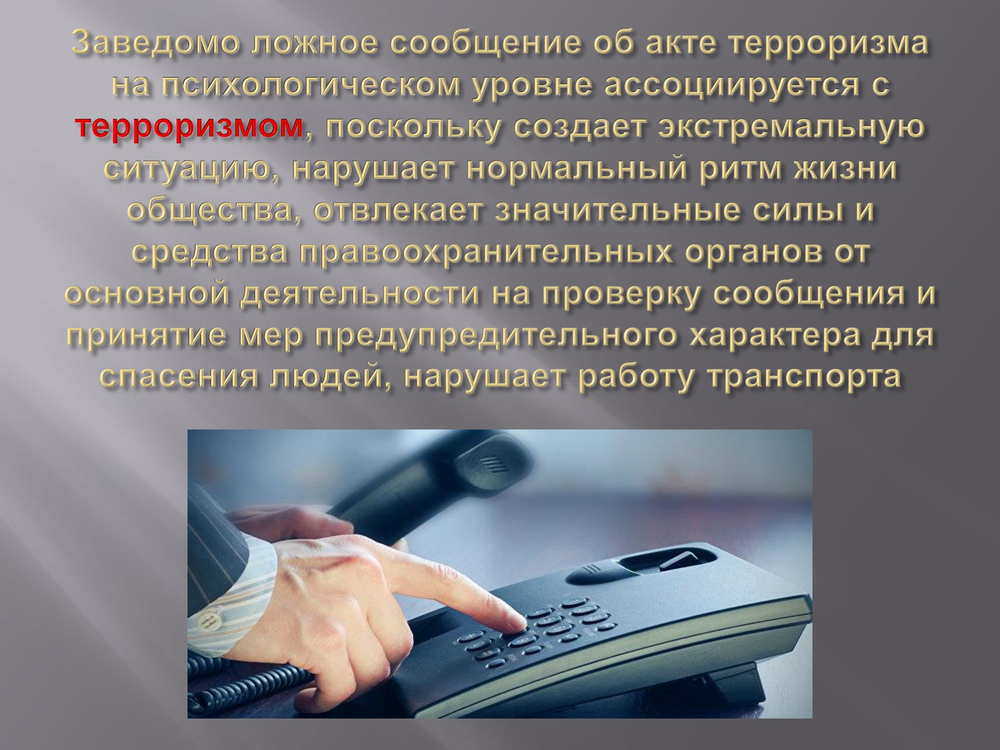 Заведомо ложное сообщение об акте терроризма
на психологическом уровне ассоциируется с
терроризмом, поскольку создает экстремальную
ситуацию, нарушает нормальный ритм жизни
общества, отвлекает значительные силы и
средства правоохранительных органов от
основной деятельности на проверку сообщения и
принятие мер предупредительного характера для
спасения людей, нарушает работу транспорта